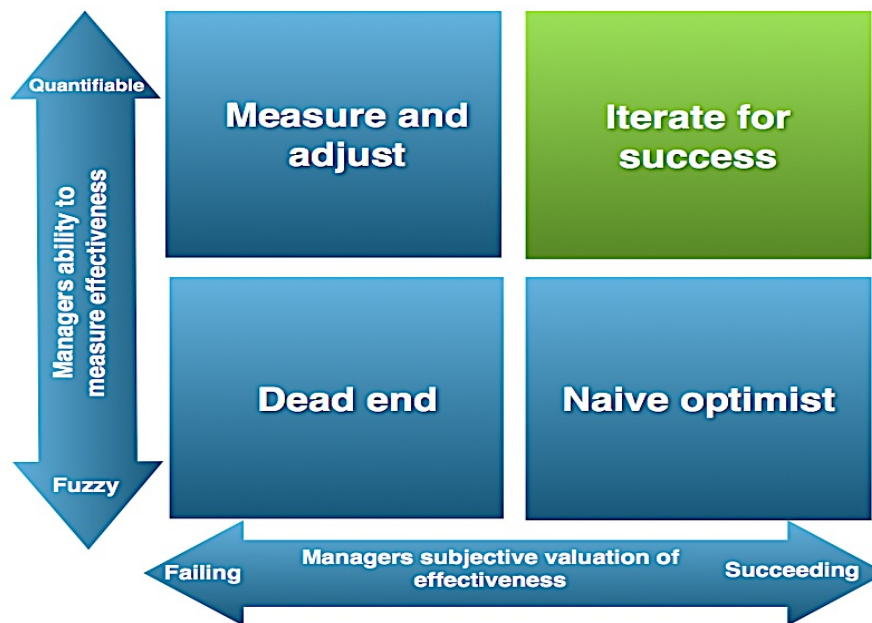 Quantifiable
Managers ability to
measure effectiveness
Fuzzy
Measure and
adjust
Iterate for
success
Dead end
Naive optimist
Failing
Managers subjective valuation of
effectiveness
Succeeding